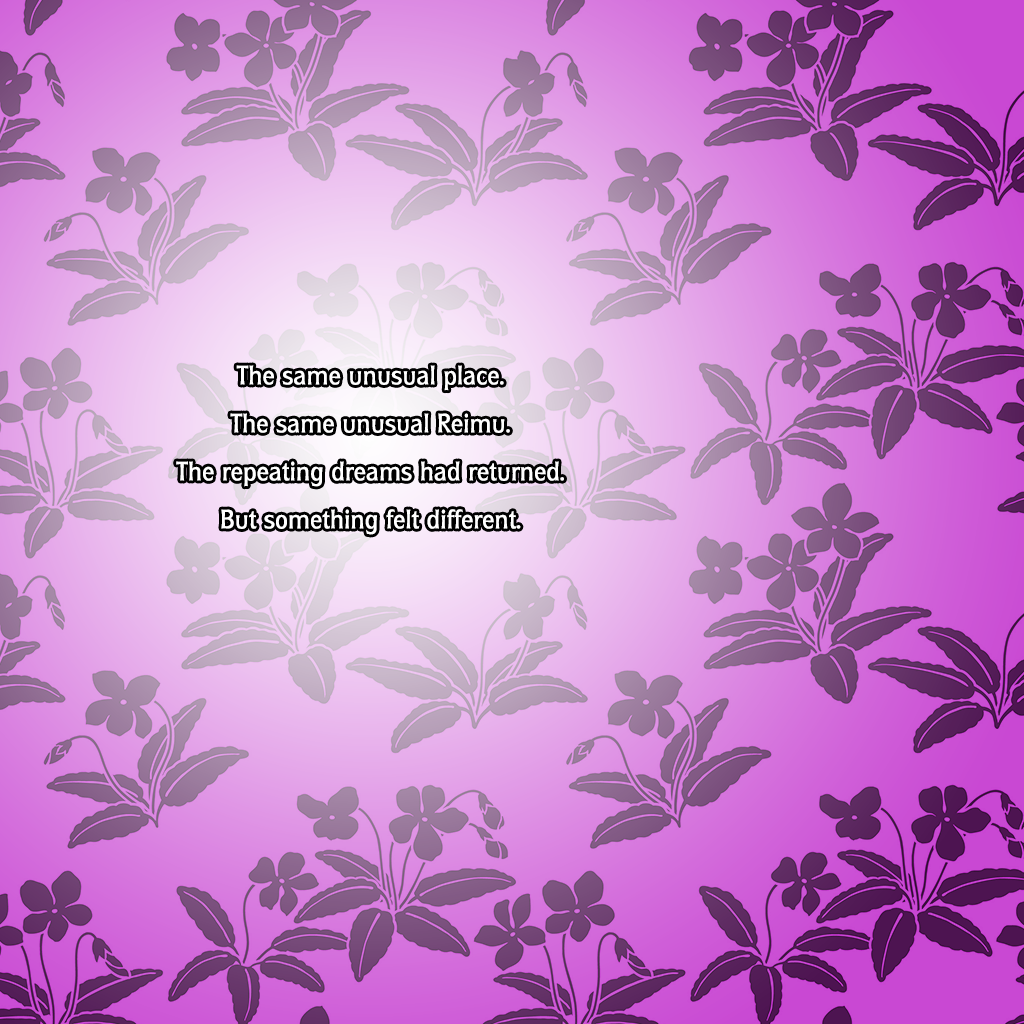 The same unusual place.
The same unusual Reimu.
The repeating dreams had returned.
But something felt different.